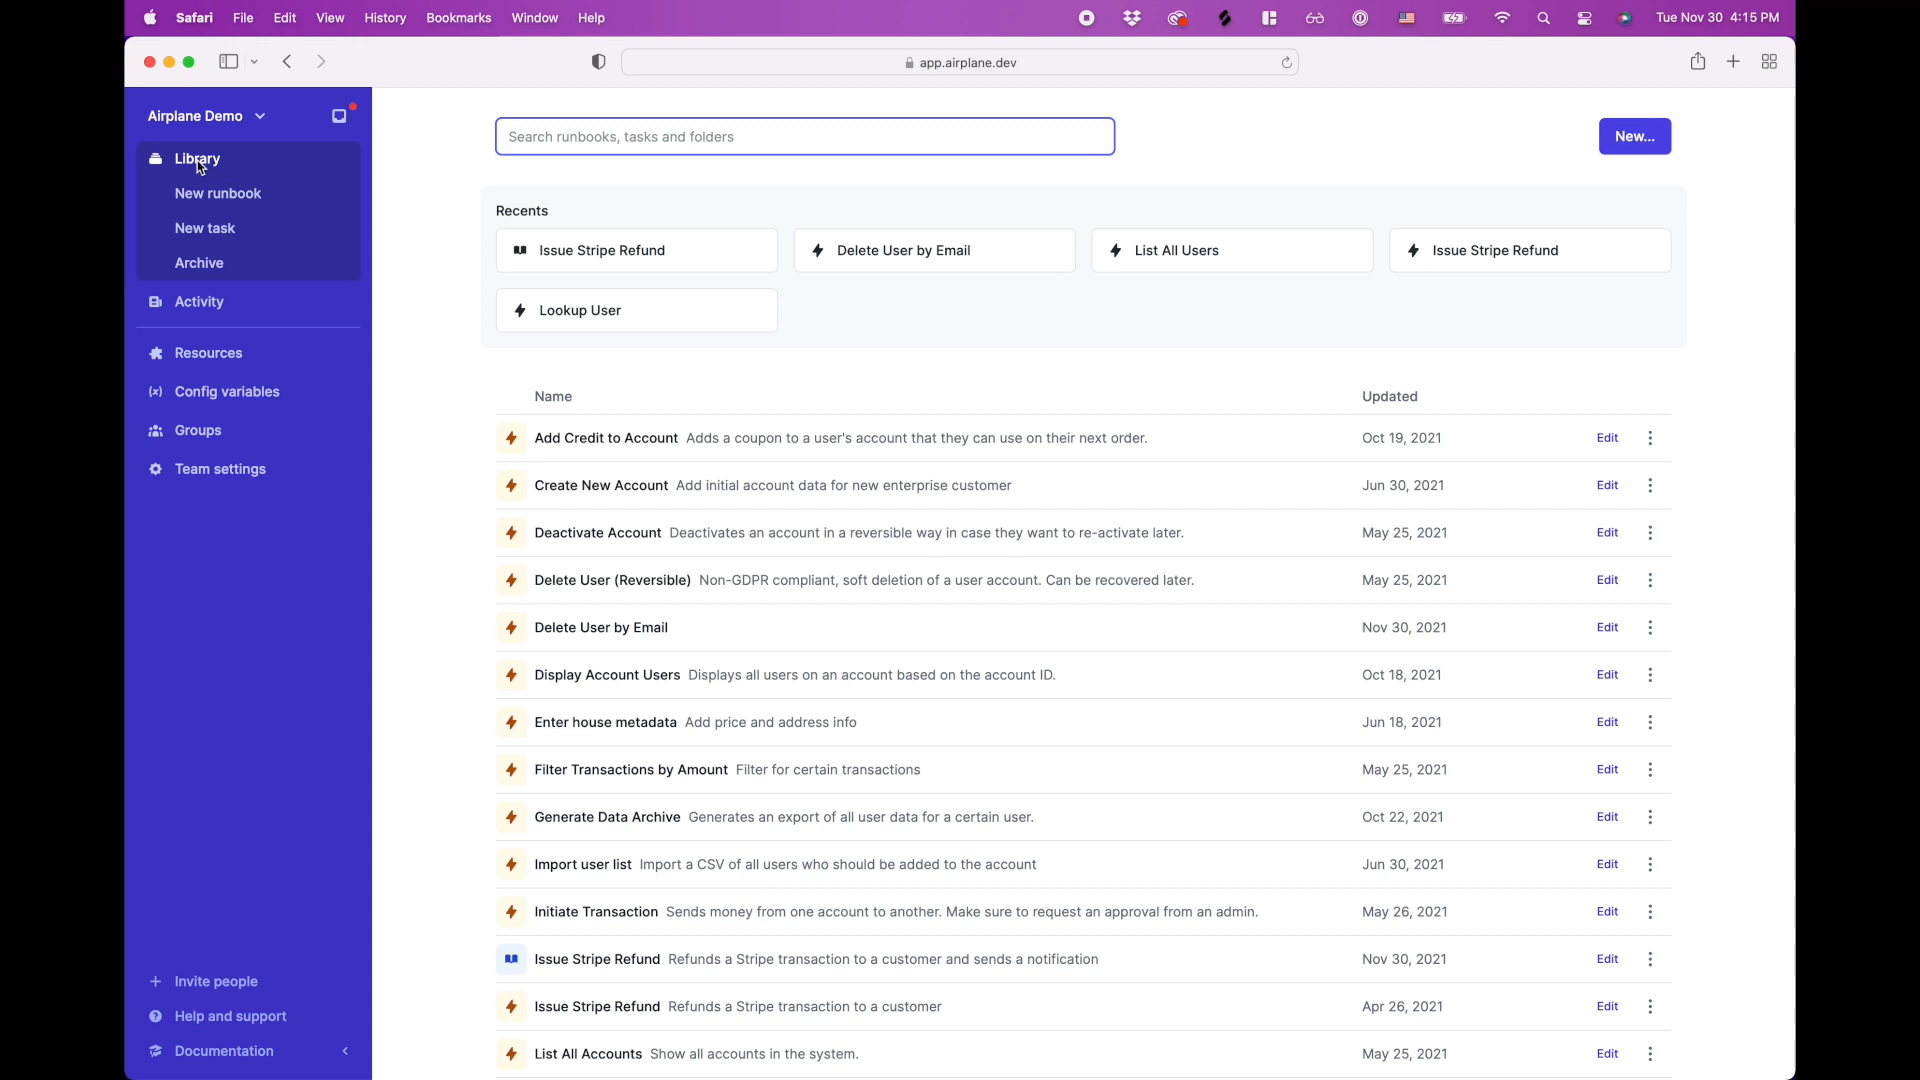 Safari File Edit View History Bookmarks Window Help Tue Nov 30 4:15 PM
app.airplane.dev
Airplane Demo
Library
New runbook
New task
Archive
Activity
Resources
Config variables
Groups
Team settings
Invite people
Help and support
Documentation
Search runbooks, tasks and folders
New...
Recents
Issue Stripe Refund Delete User by Email List All Users Issue Stripe Refund
Lookup User
Name Updated
Add Credit to Account Adds a coupon to a user's account that they can use on their next order. Oct 19, 2021 Edit
Create New Account Add initial account data for new enterprise customer Jun 30, 2021 Edit
Deactivate Account Deactivates an account in a reversible way in case they want to re-activate later. May 25, 2021 Edit
Delete User (Reversible) Non-GDPR compliant, soft deletion of a user account. Can be recovered later. May 25, 2021 Edit
Delete User by Email Nov 30, 2021 Edit
Display Account Users Displays all users on an account based on the account ID. Oct 18, 2021 Edit
Enter house metadata Add price and address info Jun 18, 2021 Edit
Filter Transactions by Amount Filter for certain transactions May 25, 2021 Edit
Generate Data Archive Generates an export of all user data for a certain user. Oct 22, 2021 Edit
Import user list Import a CSV of all users who should be added to the account Jun 30, 2021 Edit
Initiate Transaction Sends money from one account to another. Make sure to request an approval from an admin. May 26, 2021 Edit
Issue Stripe Refund Refunds a Stripe transaction to a customer and sends a notification Nov 30, 2021 Edit
Issue Stripe Refund Refunds a Stripe transaction to a customer Apr 26, 2021 Edit
List All Accounts Show all accounts in the system. May 25, 2021 Edit